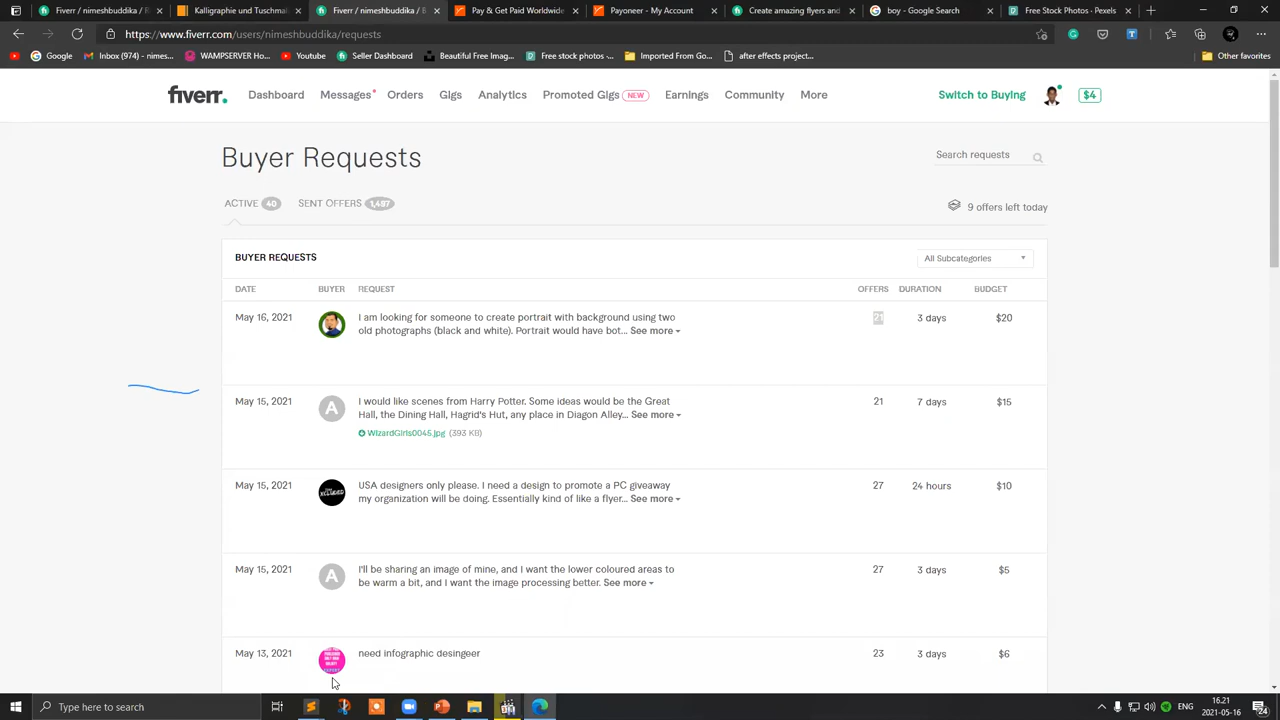 Fiverr / nimeshbuddika / B
Kalligraphie und Tuschezeich
Fiverr / nimeshbuddika / B
Pay & Get Paid Worldwide
Payoneer - My Account
Create amazing flyers and
boy - Google Search
Free Stock Photos · Pexels
https://www.fiverr.com/users/nimeshbuddika/requests
Google
Inbox (974) - nimes...
WAMPSERVER Ho...
YouTube
Seller Dashboard
Beautiful Free Imag...
Free stock photos -...
Imported From Go...
after effects project...
Other favorites
fiverr.
Dashboard
Messages
Orders
Gigs
Analytics
Promoted Gigs NEW
Earnings
Community
More
Switch to Buying
$4
Buyer Requests
Search requests
ACTIVE 40
SENT OFFERS 1,497
9 offers left today
BUYER REQUESTS
All Subcategories
DATE BUYER REQUEST OFFERS DURATION BUDGET
May 16, 2021
I am looking for someone to create portrait with background using two
old photographs (black and white). Portrait would have bot... See more
21
3 days
$20
May 15, 2021
A
I would like scenes from Harry Potter. Some ideas would be the Great
Hall, the Dining Hall, Hagrid's Hut, any place in Diagon Alley... See more
WizardGirls0045.jpg (393 KB)
21
7 days
$15
May 15, 2021
USA designers only please. I need a design to promote a PC giveaway
my organization will be doing. Essentially kind of like a flyer... See more
27
24 hours
$10
May 15, 2021
A
I'll be sharing an image of mine, and I want the lower coloured areas to
be warm a bit, and I want the image processing better. See more
27
3 days
$5
May 13, 2021
need infographic desingeer
23
3 days
$6
Type here to search
ENG
16.21
2021-05-16